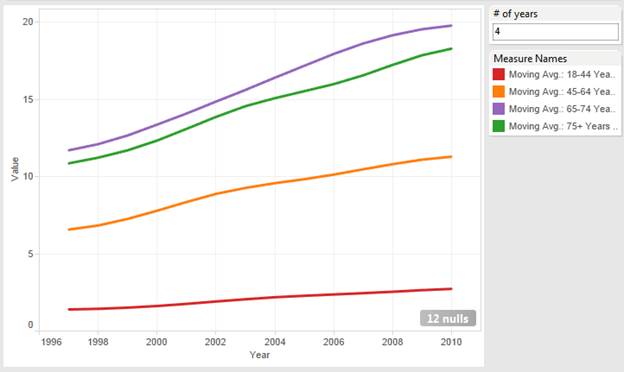 # of years
4
Measure Names
Moving Avg.: 18-44 Yea..
Moving Avg.: 45-64 Yea..
Moving Avg.: 65-74 Yea..
Moving Avg.: 75+ Years ..
20
15
10
5
0
Value
12 nulls
1996 1998 2000 2002 2004 2006 2008 2010
Year